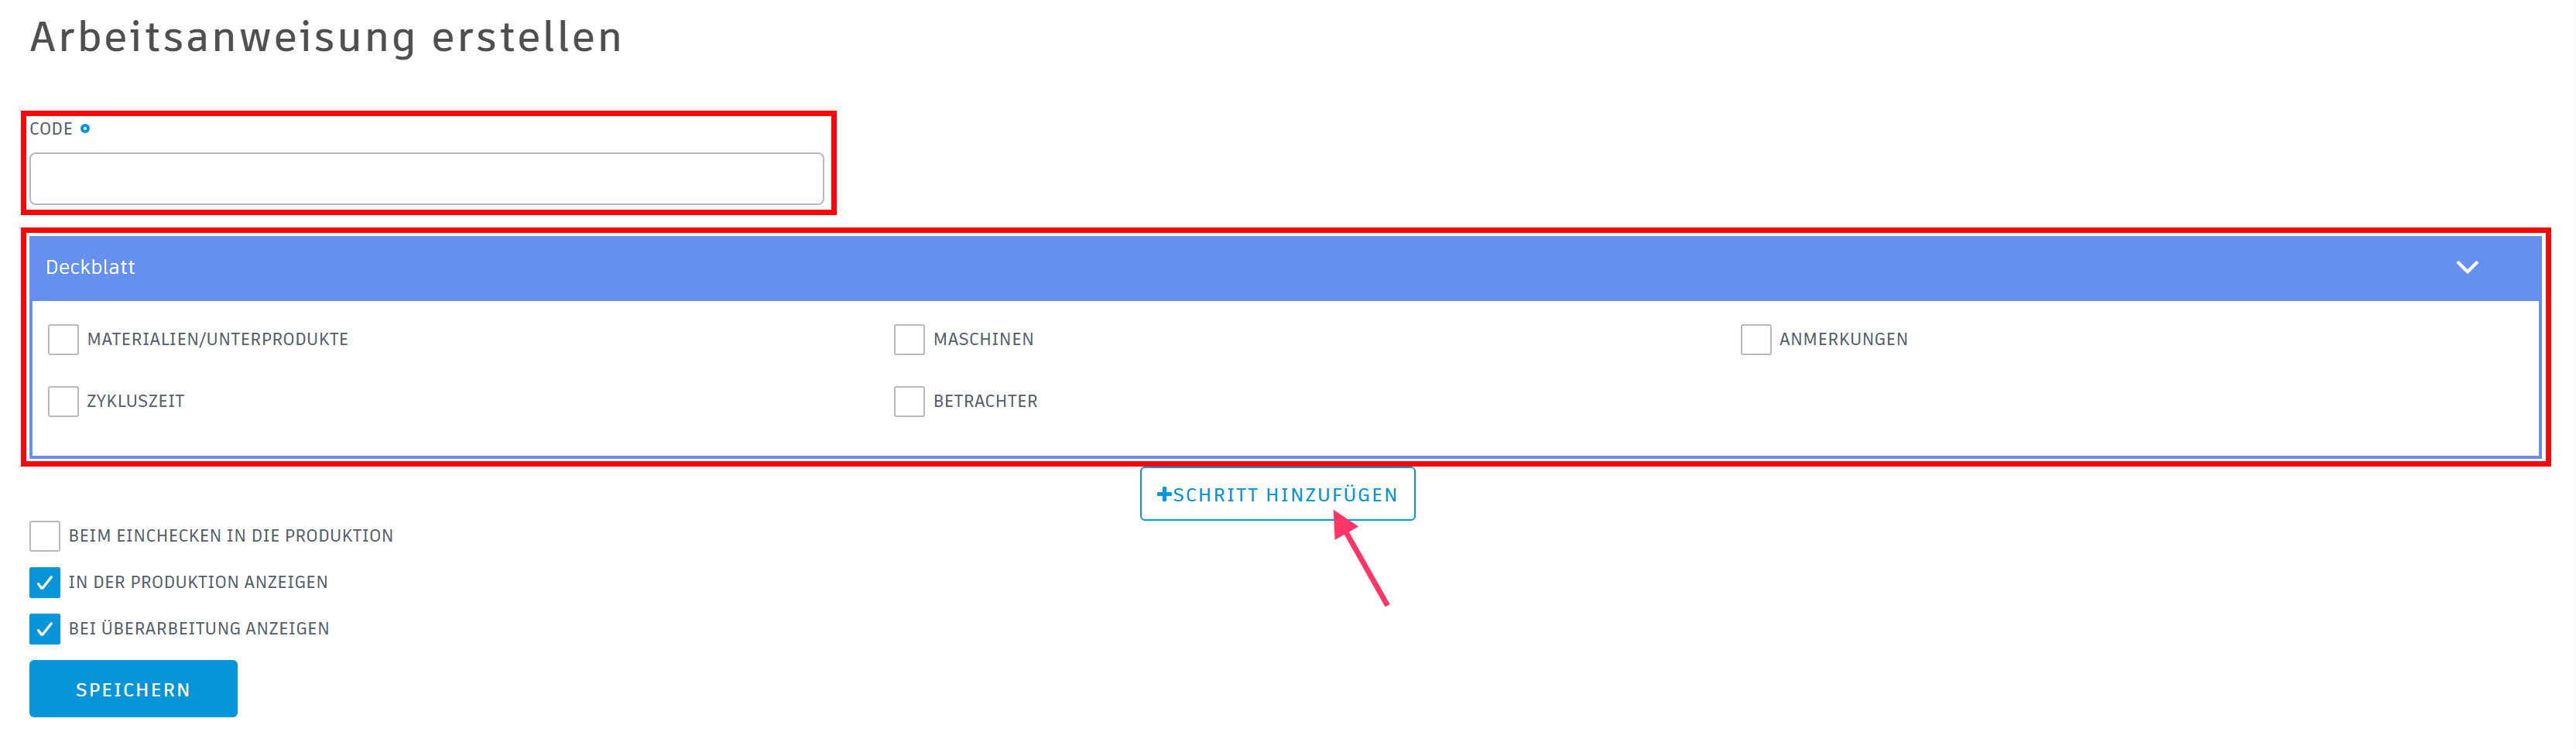 Arbeitsanweisung erstellen
CODE
Deckblatt
MATERIALIEN/UNTERPRODUKTE MASCHINEN ANMERKUNGEN
ZYKLUSZEIT BETRACHTER
+SCHRITT HINZUFÜGEN
BEIM EINCHECKEN IN DIE PRODUKTION
IN DER PRODUKTION ANZEIGEN
BEI ÜBERARBEITUNG ANZEIGEN
SPEICHERN